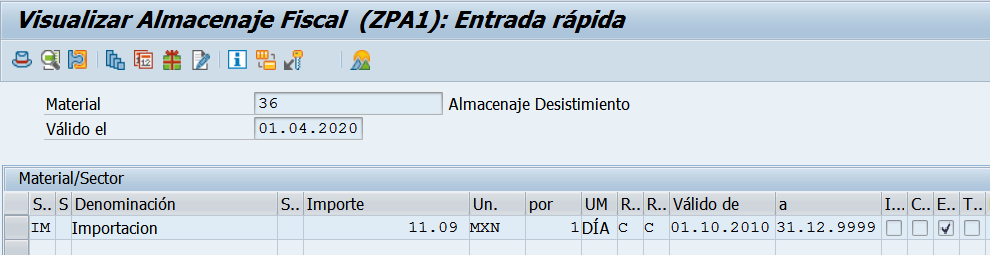 Visualizar Almacenaje Fiscal (ZPA1): Entrada rápida
Material 36 Almacenaje Desistimiento
Válido el 01.04.2020
Material/Sector
S.. S Denominación S.. Importe Un. por UM R.. R.. Válido de a I... C... E.. T..
IM Importacion 11.09 MXN 1 DÍA C C 01.10.2010 31.12.9999